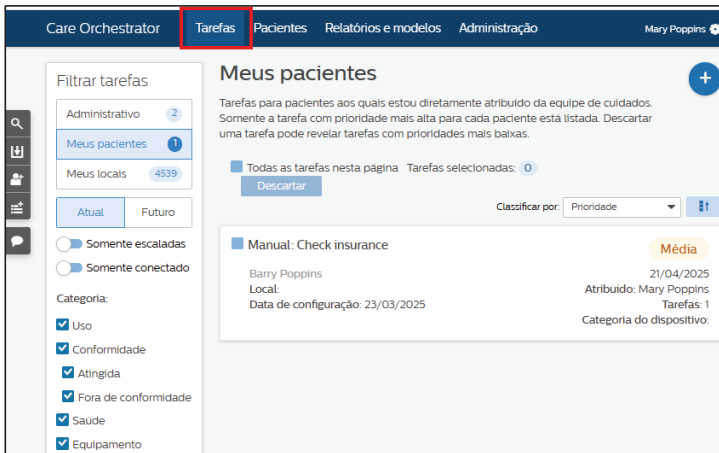 Care Orchestrator Tarefas Pacientes Relatórios e modelos Administração Mary Poppins
Filtrar tarefas
Administrativo 2
Meus pacientes 1
Meus locais 4539
Atual Futuro
Somente escaladas
Somente conectado
Categoria:
Uso
Conformidade
Atingida
Fora de conformidade
Saúde
Equipamento
Meus pacientes
+
Tarefas para pacientes aos quais estou diretamente atribuído da equipe de cuidados.
Somente a tarefa com prioridade mais alta para cada paciente está listada. Descartar
uma tarefa pode revelar tarefas com prioridades mais baixas.
Todas as tarefas nesta página Tarefas selecionadas: 0
Descartar
Classificar por: Prioridade
Manual: Check insurance Média
Barry Poppins 21/04/2025
Local: Atribuído: Mary Poppins
Data de configuração: 23/03/2025 Tarefas: 1
Categoria do dispositivo: